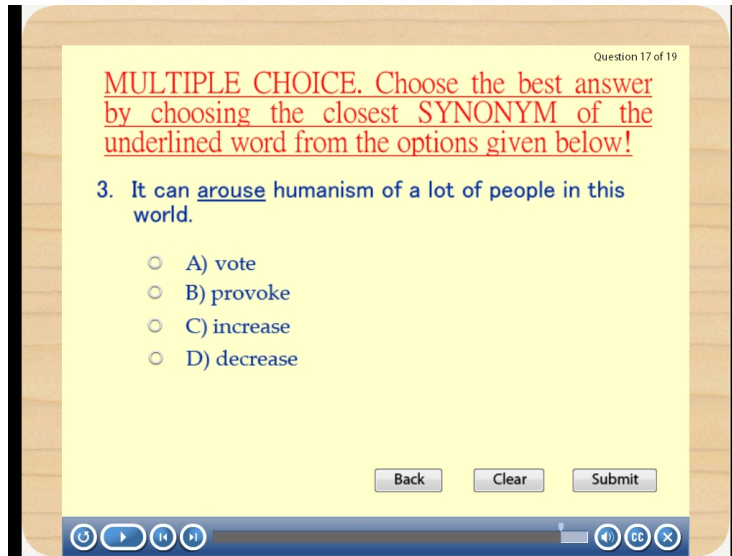 Question 17 of 19
MULTIPLE CHOICE. Choose the best answer
by choosing the closest SYNONYM of the
underlined word from the options given below!
3. It can arouse humanism of a lot of people in this
world.
A) vote
B) provoke
C) increase
D) decrease
Back Clear Submit
CC